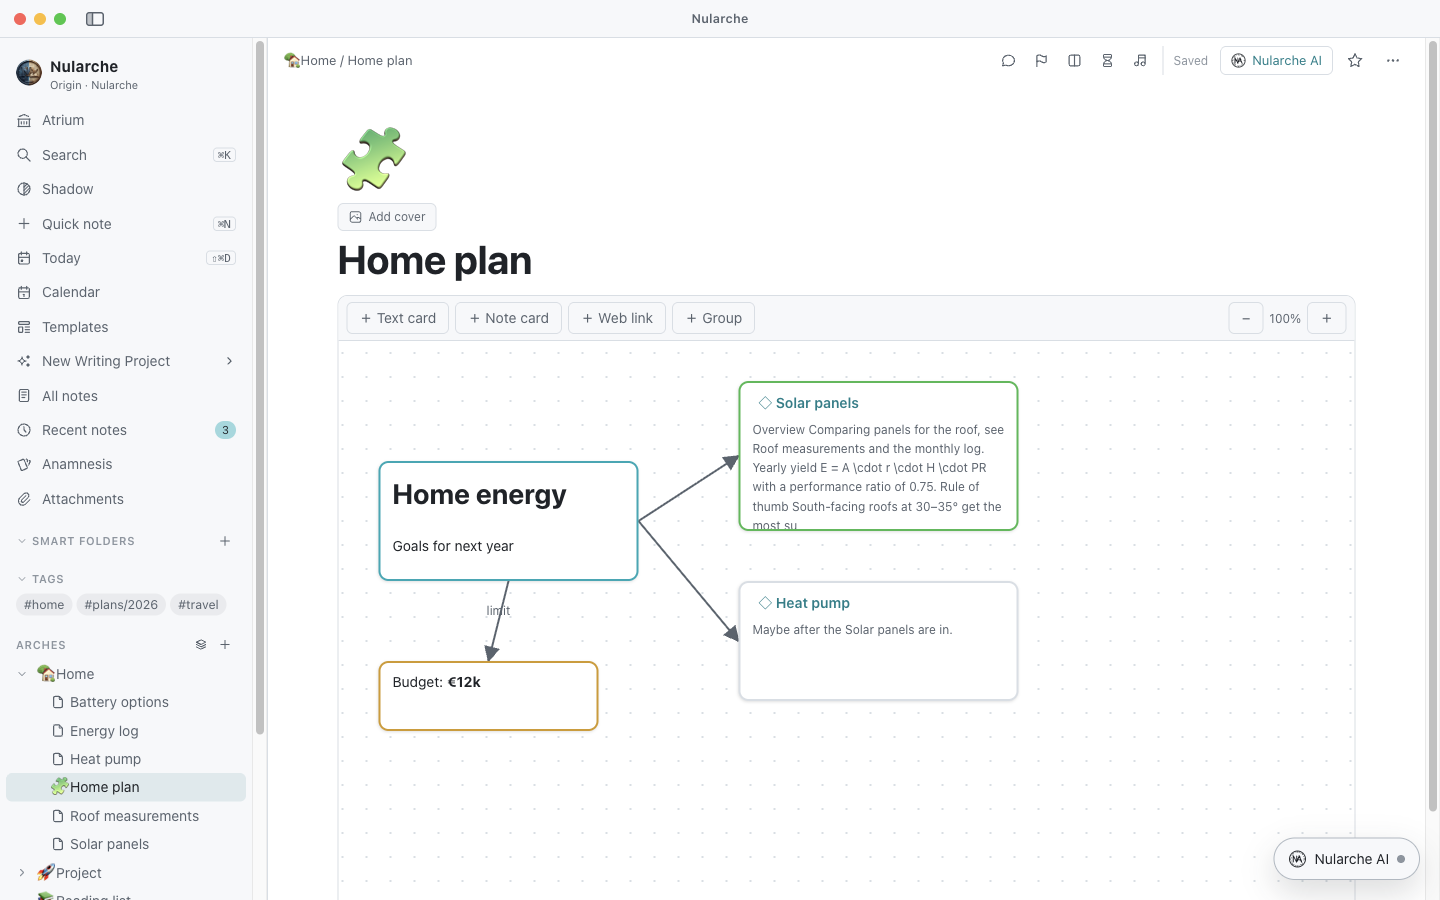 Nularche
Nularche
Origin · Nularche
Atrium
Search ⌘K
Shadow
Quick note ⌘N
Today ⇧⌘D
Calendar
Templates
New Writing Project
All notes
Recent notes 3
Anamnesis
Attachments
SMART FOLDERS
TAGS
#home #plans/2026 #travel
ARCHES
Home
Battery options
Energy log
Heat pump
Home plan
Roof measurements
Solar panels
Project
Reading list
Home / Home plan
Saved
Nularche AI
Add cover
Home plan
+ Text card + Note card + Web link + Group
− 100% +
Home energy
Goals for next year
limit
Budget: €12k
Solar panels
Overview Comparing panels for the roof, see
Roof measurements and the monthly log.
Yearly yield E = A \cdot r \cdot H \cdot PR
with a performance ratio of 0.75. Rule of
thumb South-facing roofs at 30–35° get the
most su
Heat pump
Maybe after the Solar panels are in.
Nularche AI